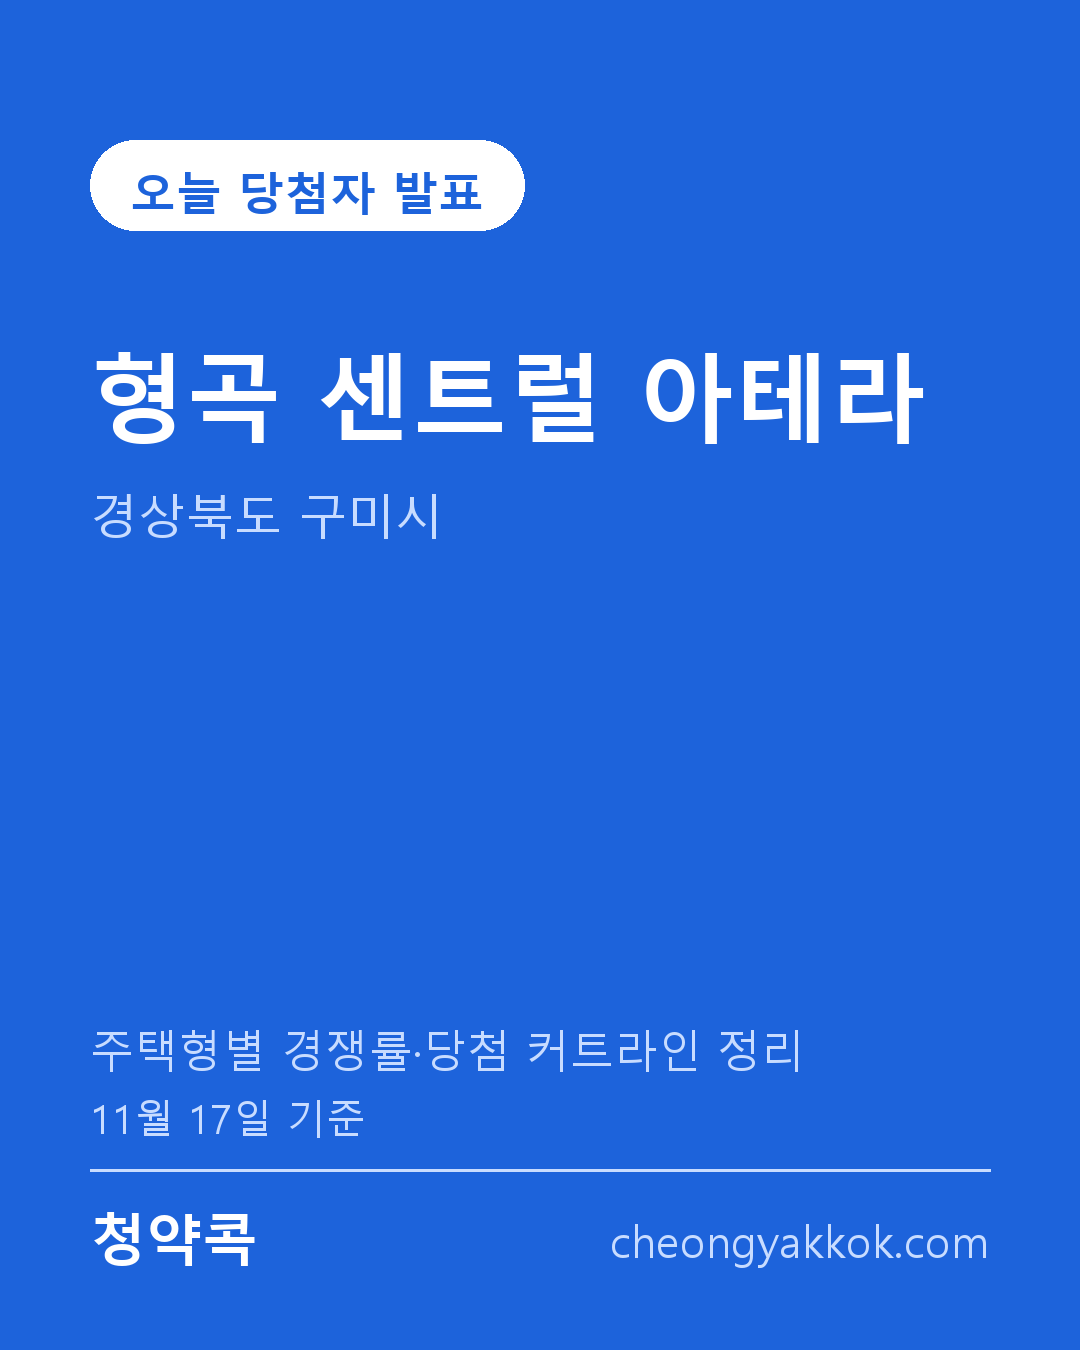 오늘 당첨자 발표
형곡 센트럴 아테라
경상북도 구미시
주택형별 경쟁률·당첨 커트라인 정리
11월 17일 기준
청약콕
cheongyakkok.com